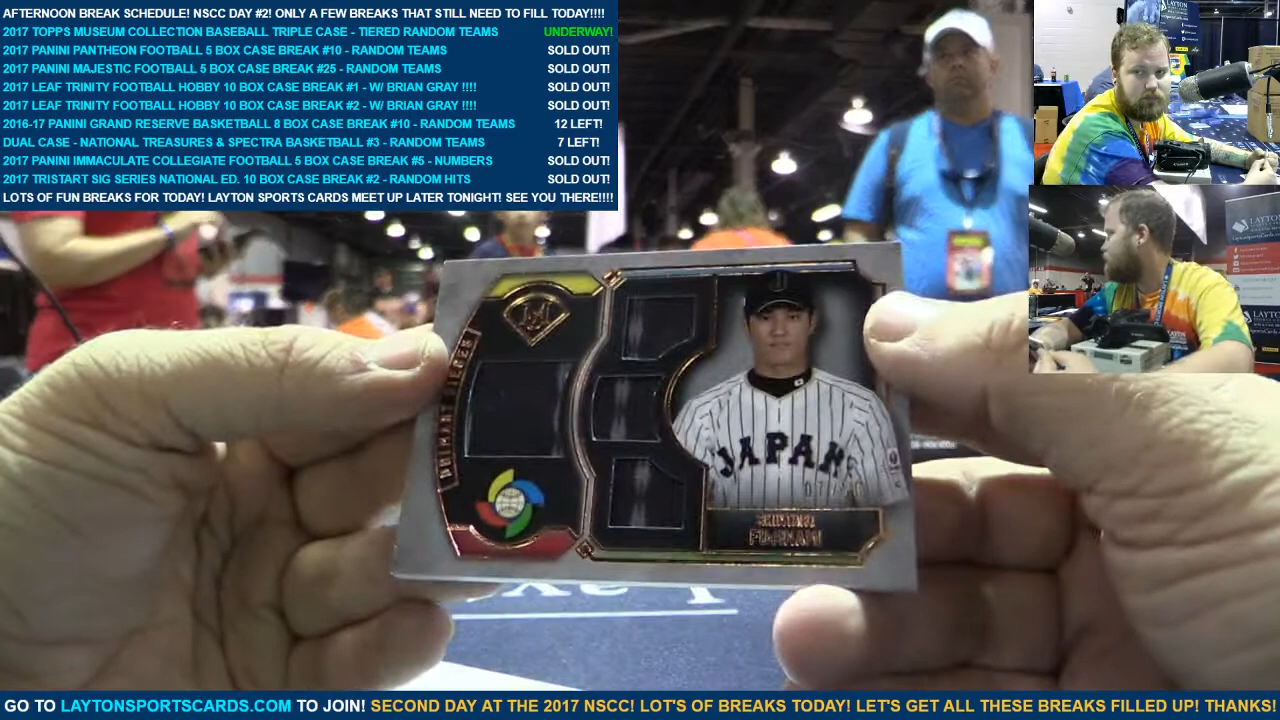 AFTERNOON BREAK SCHEDULE! NSCC DAY #2! ONLY A FEW BREAKS THAT STILL NEED TO FILL TODAY!!!!
2017 TOPPS MUSEUM COLLECTION BASEBALL TRIPLE CASE - TIERED RANDOM TEAMS UNDERWAY!
2017 PANINI PANTHEON FOOTBALL 5 BOX CASE BREAK #10 - RANDOM TEAMS SOLD OUT!
2017 PANINI MAJESTIC FOOTBALL 5 BOX CASE BREAK #25 - RANDOM TEAMS SOLD OUT!
2017 LEAF TRINITY FOOTBALL HOBBY 10 BOX CASE BREAK #1 - W/ BRIAN GRAY !!!! SOLD OUT!
2017 LEAF TRINITY FOOTBALL HOBBY 10 BOX CASE BREAK #2 - W/ BRIAN GRAY !!!! SOLD OUT!
2016-17 PANINI GRAND RESERVE BASKETBALL 8 BOX CASE BREAK #10 - RANDOM TEAMS 12 LEFT!
DUAL CASE - NATIONAL TREASURES & SPECTRA BASKETBALL #3 - RANDOM TEAMS 7 LEFT!
2017 PANINI IMMACULATE COLLEGIATE FOOTBALL 5 BOX CASE BREAK #5 - NUMBERS SOLD OUT!
2017 TRISTART SIG SERIES NATIONAL ED. 10 BOX CASE BREAK #2 - RANDOM HITS SOLD OUT!
LOTS OF FUN BREAKS FOR TODAY! LAYTON SPORTS CARDS MEET UP LATER TONIGHT! SEE YOU THERE!!!!
LAYTON
M
JAPAN
SHINTARO
FUJINAMI
GO TO LAYTONSPORTSCARDS.COM TO JOIN! SECOND DAY AT THE 2017 NSCC! LOT'S OF BREAKS TODAY! LET'S GET ALL THESE BREAKS FILLED UP! THANKS!